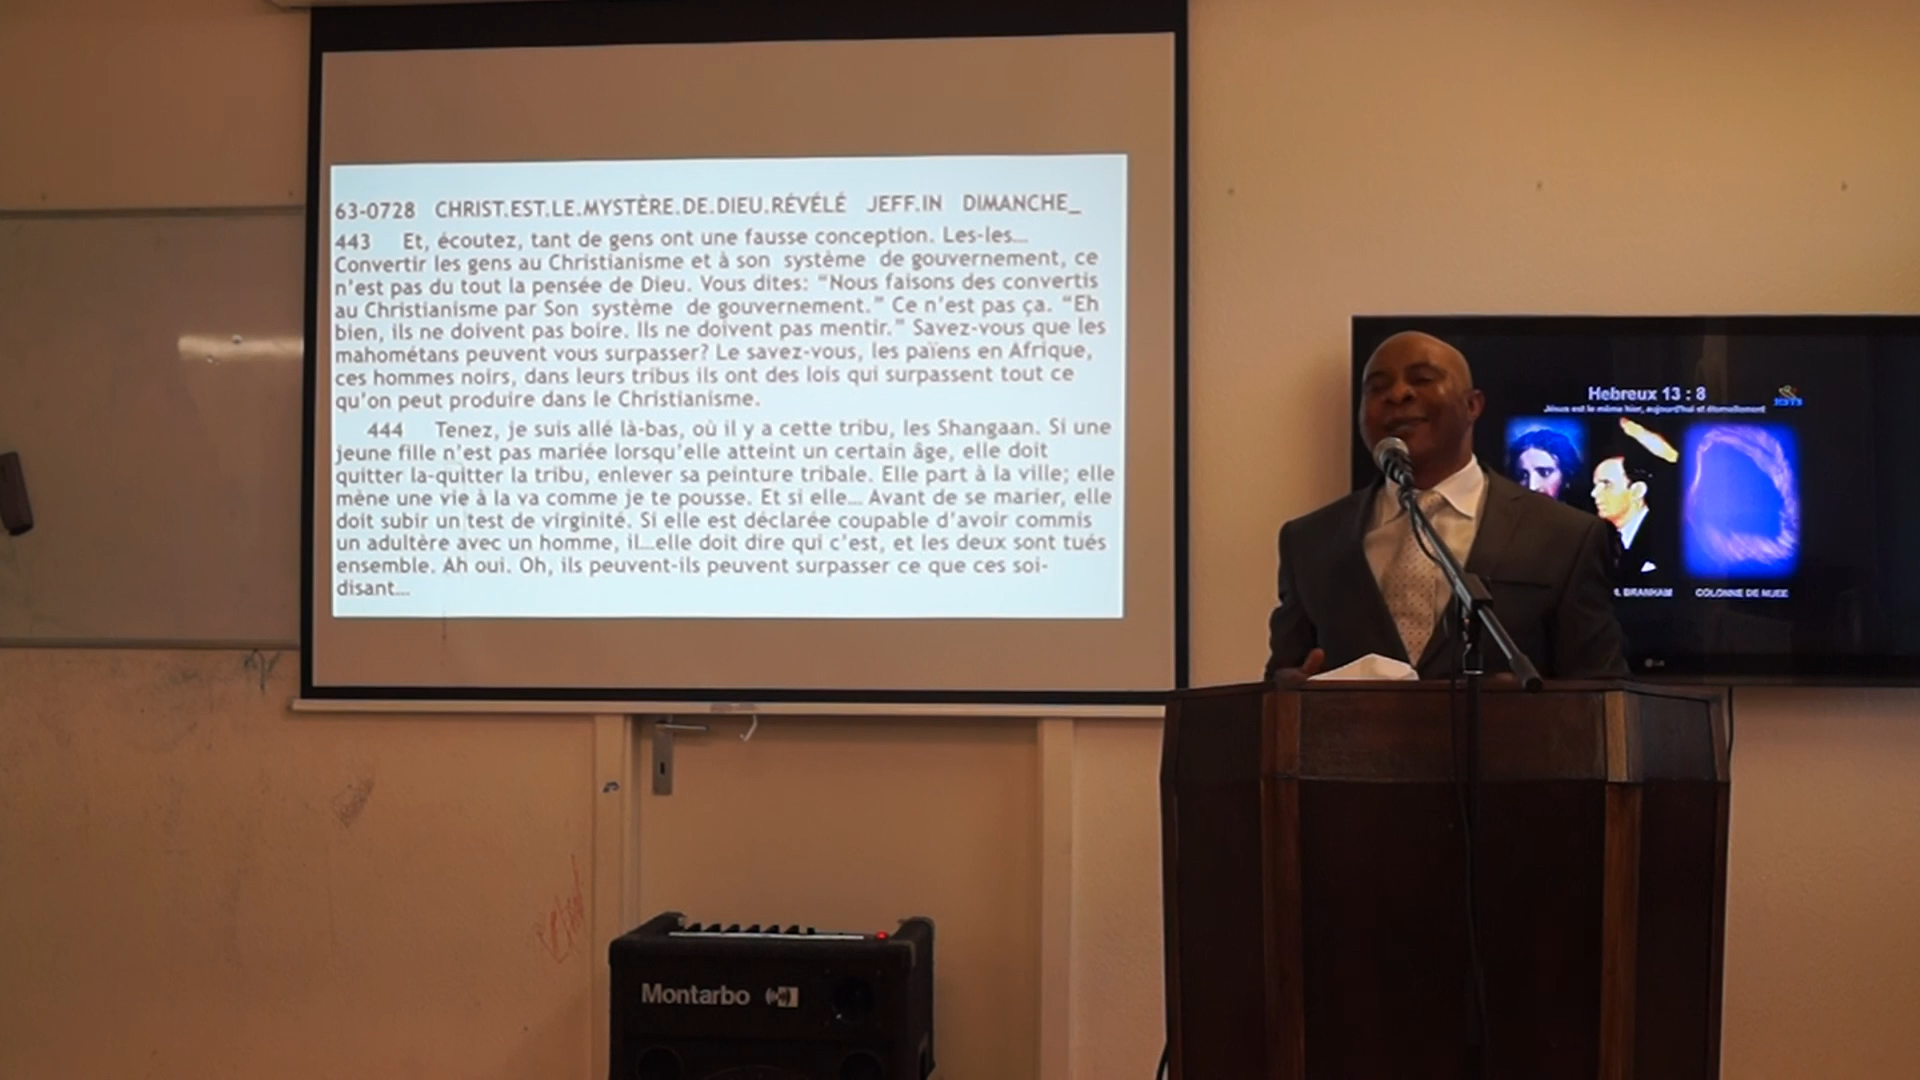 63-0728 CHRIST.EST.LE.MYSTÈRE.DE.DIEU.RÉVÉLÉ JEFF.IN DIMANCHE_
443 Et, écoutez, tant de gens ont une fausse conception. Les-les...
Convertir les gens au Christianisme et à son système de gouvernement, ce
n'est pas du tout la pensée de Dieu. Vous dites: "Nous faisons des convertis
au Christianisme par Son système de gouvernement." Ce n'est pas ça. "Eh
bien, ils ne doivent pas boire. Ils ne doivent pas mentir." Savez-vous que les
mahométans peuvent vous surpasser? Le savez-vous, les païens en Afrique,
ces hommes noirs, dans leurs tribus ils ont des lois qui surpassent tout ce
qu'on peut produire dans le Christianisme.
444 Tenez, je suis allé là-bas, où il y a cette tribu, les Shangaan. Si une
jeune fille n'est pas mariée lorsqu'elle atteint un certain âge, elle doit
quitter la-quitter la tribu, enlever sa peinture tribale. Elle part à la ville; elle
mène une vie à la va comme je te pousse. Et si elle... Avant de se marier, elle
doit subir un test de virginité. Si elle est déclarée coupable d'avoir commis
un adultère avec un homme, il...elle doit dire qui c'est, et les deux sont tués
ensemble. Ah oui. Oh, ils peuvent-ils peuvent surpasser ce que ces soi-
disant...
Hebreux 13 : 8
Jésus est le même hier, aujourd'hui et éternellement
BRANHAM
COLONNE DE NUEE
LG
Montarbo